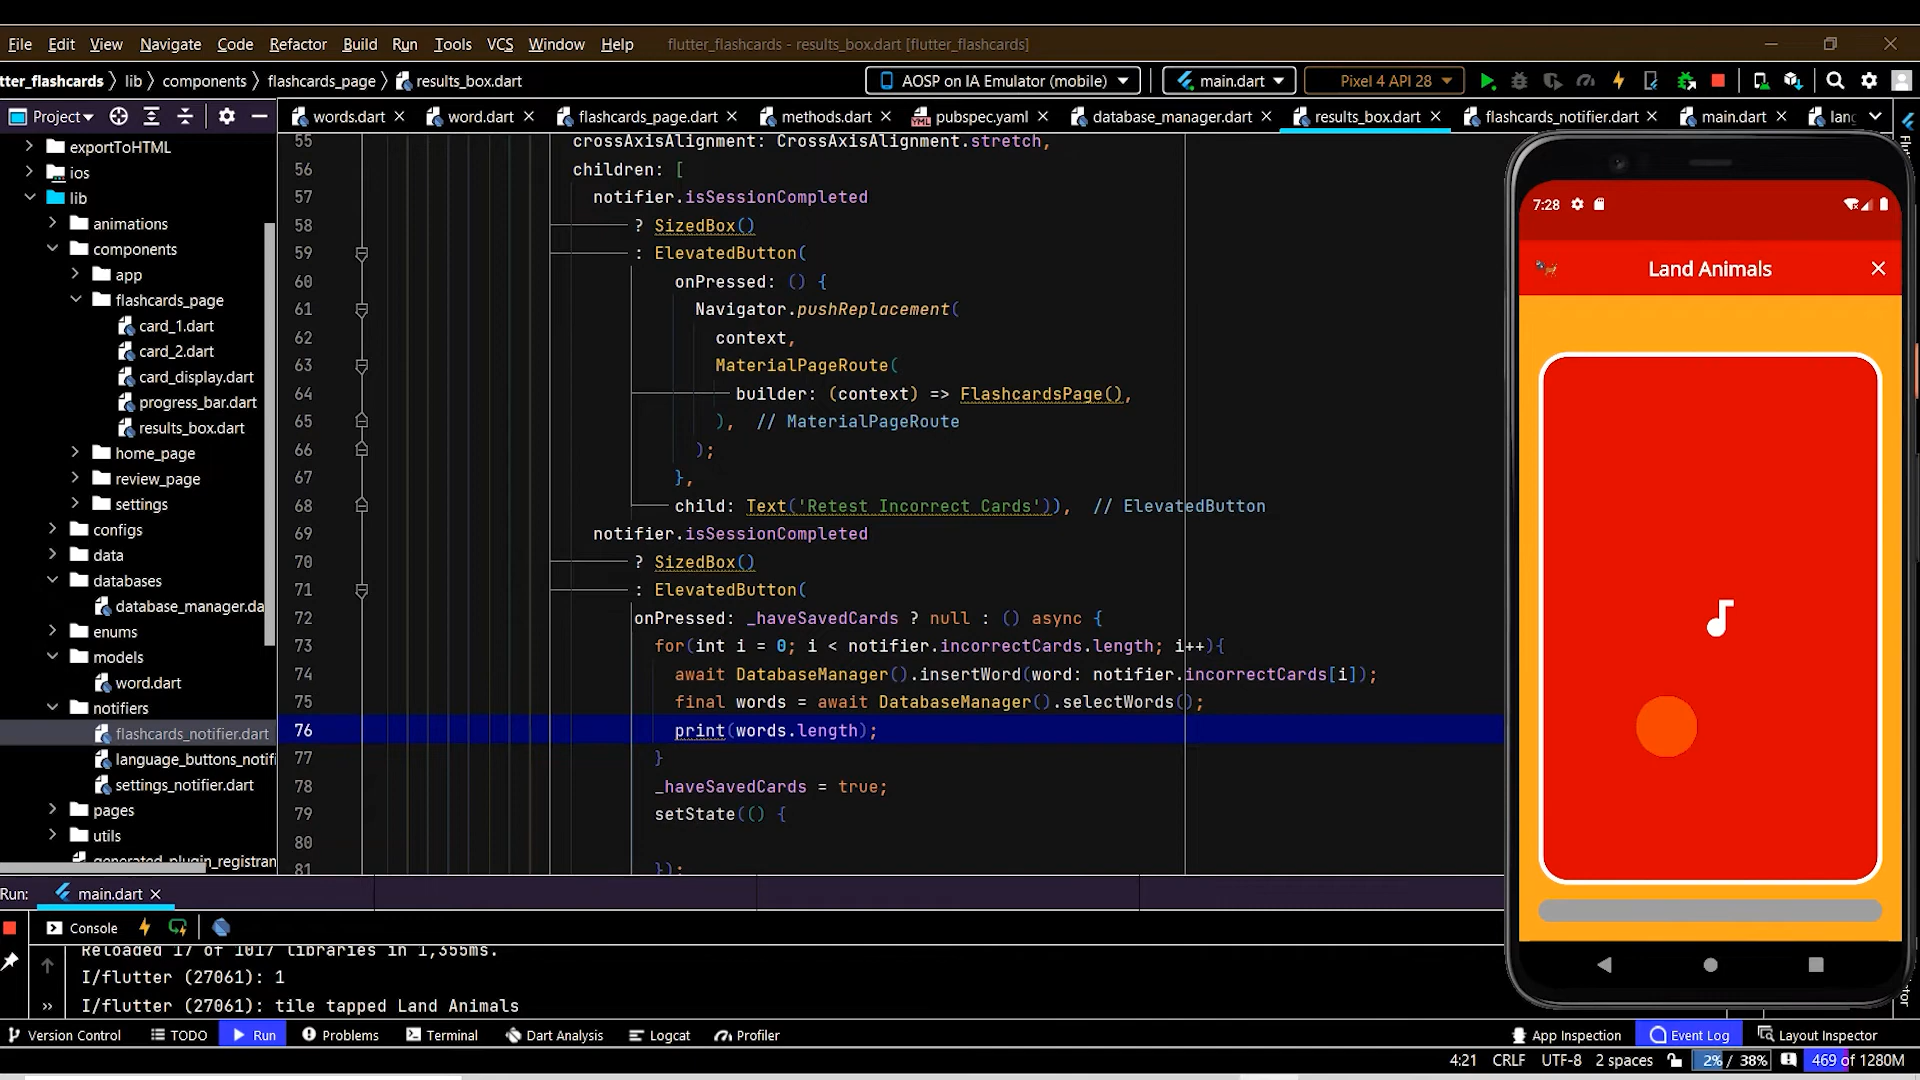 File Edit View Navigate Code Refactor Build Run Tools VCS Window Help flutter_flashcards - results_box.dart [flutter_flashcards]
tter_flashcards lib components flashcards_page results_box.dart AOSP on IA Emulator (mobile) main.dart Pixel 4 API 28
Project words.dart word.dart flashcards_page.dart methods.dart pubspec.yaml database_manager.dart results_box.dart flashcards_notifier.dart main.dart lang
exportToHTML
ios
lib
animations
components
app
flashcards_page
card_1.dart
card_2.dart
card_display.dart
progress_bar.dart
results_box.dart
home_page
review_page
settings
configs
data
databases
database_manager.da
enums
models
word.dart
notifiers
flashcards_notifier.dart
language_buttons_notifi
settings_notifier.dart
pages
utils
generated_plugin_registran
55 crossAxisAlignment: CrossAxisAlignment.stretch,
56 children: [
57 notifier.isSessionCompleted
58 ? SizedBox()
59 : ElevatedButton(
60 onPressed: () {
61 Navigator.pushReplacement(
62 context,
63 MaterialPageRoute(
64 builder: (context) => FlashcardsPage(),
65 ), // MaterialPageRoute
66 );
67 },
68 child: Text('Retest Incorrect Cards')), // ElevatedButton
69 notifier.isSessionCompleted
70 ? SizedBox()
71 : ElevatedButton(
72 onPressed: _haveSavedCards ? null : () async {
73 for(int i = 0; i < notifier.incorrectCards.length; i++){
74 await DatabaseManager().insertWord(word: notifier.incorrectCards[i]);
75 final words = await DatabaseManager().selectWords();
76 print(words.length);
77 }
78 _haveSavedCards = true;
79 setState(() {
80
81 });
7:28
Land Animals
Run: main.dart
Console
Reloaded 17 of 1017 libraries in 1,355ms.
I/flutter (27061): 1
I/flutter (27061): tile tapped Land Animals
Version Control TODO Run Problems Terminal Dart Analysis Logcat Profiler App Inspection Event Log Layout Inspector
4:21 CRLF UTF-8 2 spaces 2% / 38% 469 of 1280M